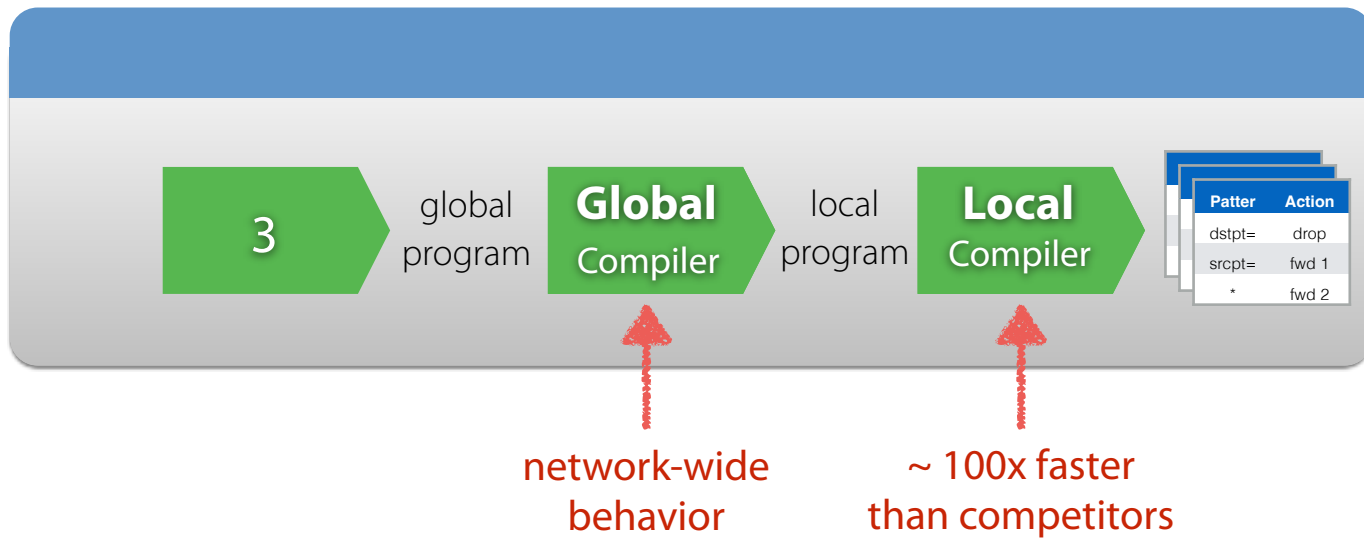 3
global
program
Global
Compiler
local
program
Local
Compiler
Patter Action
dstpt= drop
srcpt= fwd 1
* fwd 2
network-wide
behavior
~ 100x faster
than competitors